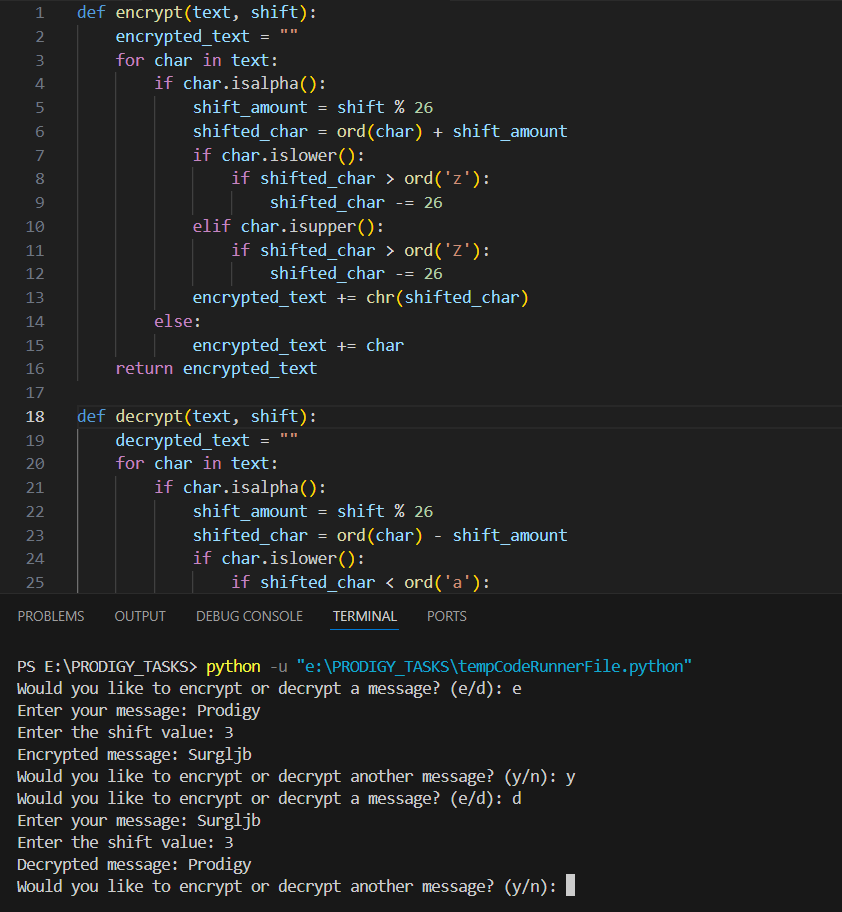 1 def encrypt(text, shift):
2     encrypted_text = ""
3     for char in text:
4         if char.isalpha():
5             shift_amount = shift % 26
6             shifted_char = ord(char) + shift_amount
7             if char.islower():
8                 if shifted_char > ord('z'):
9                     shifted_char -= 26
10             elif char.isupper():
11                 if shifted_char > ord('Z'):
12                     shifted_char -= 26
13             encrypted_text += chr(shifted_char)
14         else:
15             encrypted_text += char
16     return encrypted_text
17
18 def decrypt(text, shift):
19     decrypted_text = ""
20     for char in text:
21         if char.isalpha():
22             shift_amount = shift % 26
23             shifted_char = ord(char) - shift_amount
24             if char.islower():
25                 if shifted_char < ord('a'):
PROBLEMS OUTPUT DEBUG CONSOLE TERMINAL PORTS
PS E:\PRODIGY_TASKS> python -u "e:\PRODIGY_TASKS\tempCodeRunnerFile.python"
Would you like to encrypt or decrypt a message? (e/d): e
Enter your message: Prodigy
Enter the shift value: 3
Encrypted message: Surgljb
Would you like to encrypt or decrypt another message? (y/n): y
Would you like to encrypt or decrypt a message? (e/d): d
Enter your message: Surgljb
Enter the shift value: 3
Decrypted message: Prodigy
Would you like to encrypt or decrypt another message? (y/n):